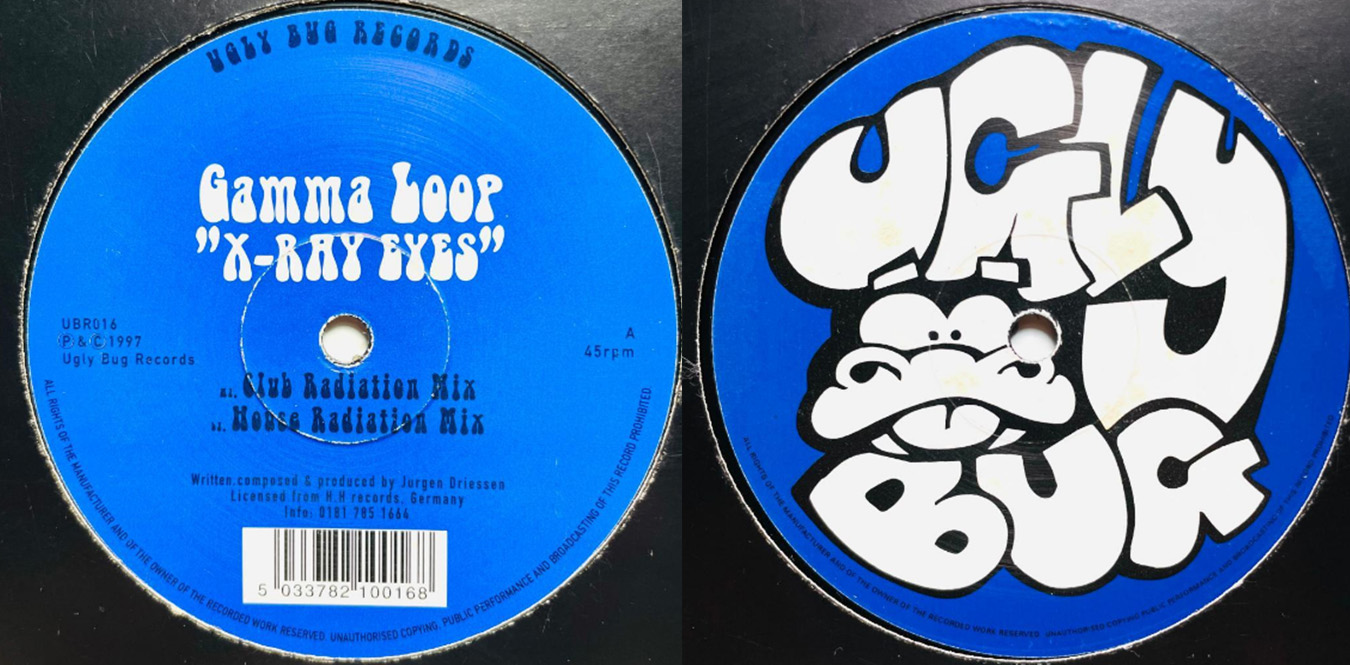 UGLY BUG RECORDS
Gamma Loop
"X-RAY EYES"
UBR016
℗ & © 1997
Ugly Bug Records
A
45rpm
a1. Club Radiation Mix
b1. House Radiation Mix
Written.composed & produced by Jurgen Driessen
Licensed from H.H records, Germany
Info: 0181 785 1664
5 033782 100168
ALL RIGHTS OF THE MANUFACTURER AND OF THE OWNER OF THE RECORDED WORK RESERVED. UNAUTHORISED COPYING, PUBLIC PERFORMANCE AND BROADCASTING OF THIS RECORD PROHIBITED
UGLY
BUG
ALL RIGHTS OF THE MANUFACTURER AND OF THE OWNER OF THE RECORDED WORK RESERVED. UNAUTHORISED COPYING PUBLIC PERFORMANCE AND BROADCASTING OF THIS RECORD PROHIBITED